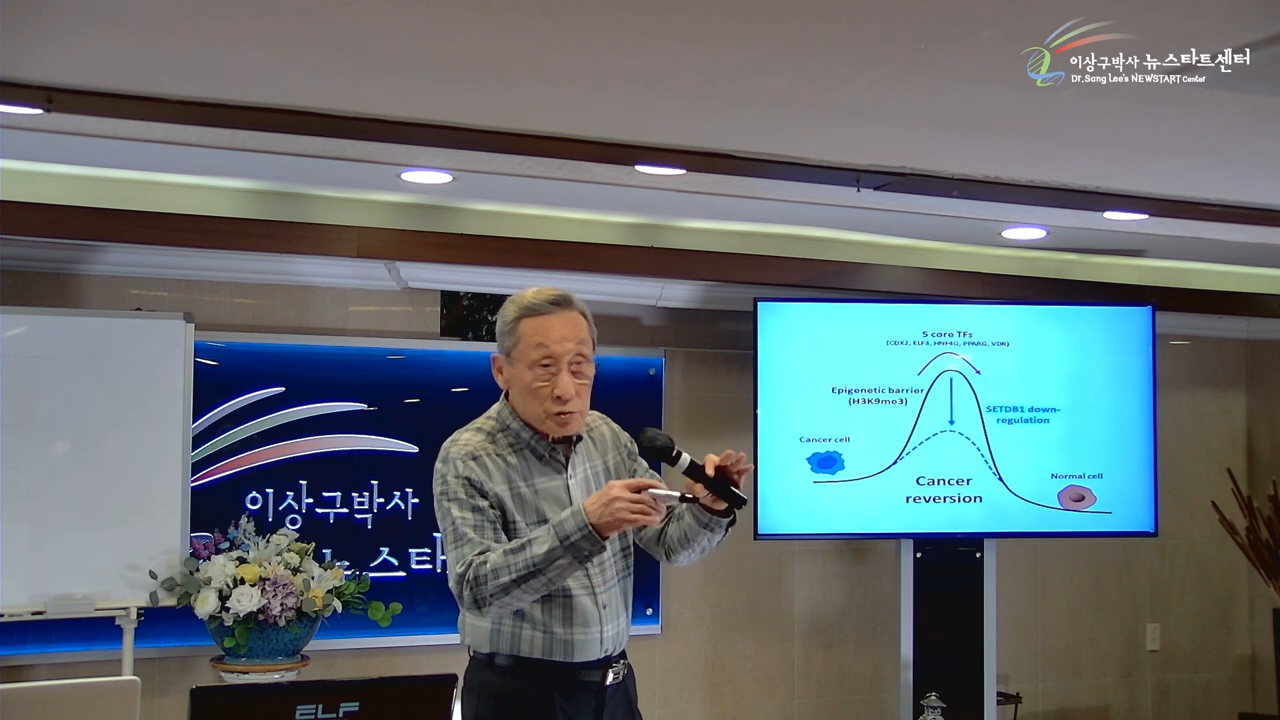 이상구박사 뉴스타트센터
Dr. Sang Lee's NEWSTART Center
5 core TFs
(CDX2, ELF3, HNF4G, PPARG, VDR)
Epigenetic barrier
(H3K9me3)
SETDB1 down-
regulation
Cancer cell
Normal cell
Cancer
reversion
이상구박사
스타
ELF